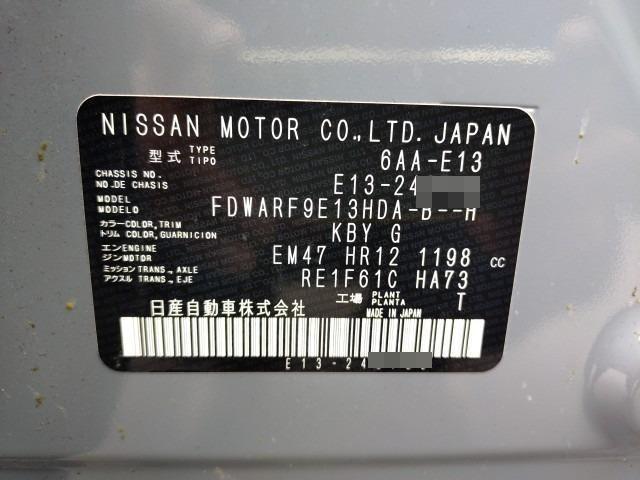 NISSAN MOTOR CO.,LTD. JAPAN
型式 TYPE TIPO 6AA-E13
CHASSIS NO.
NO.DE CHASIS E13-24
MODEL
MODELO FDWARF9E13HDA-B--H
カラー COLOR,TRIM
トリム COLOR,GUARNICION KBY G
エンENGINE
ジンMOTOR EM47 HR12 1198 cc
ミッション TRANS.,AXLE
アクスル TRANS.,EJE RE1F61C HA73
工場 PLANT PLANTA T
日産自動車株式会社 MADE IN JAPAN
E13-24